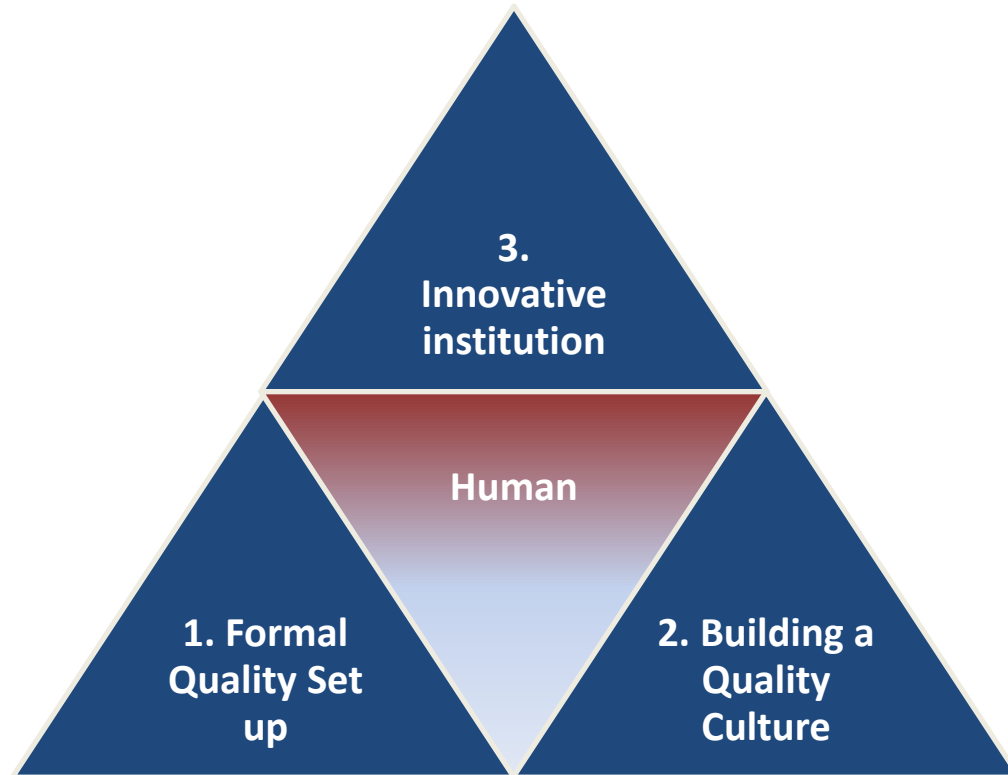 3.
Innovative
institution
Human
1. Formal
Quality Set
up
2. Building a
Quality
Culture